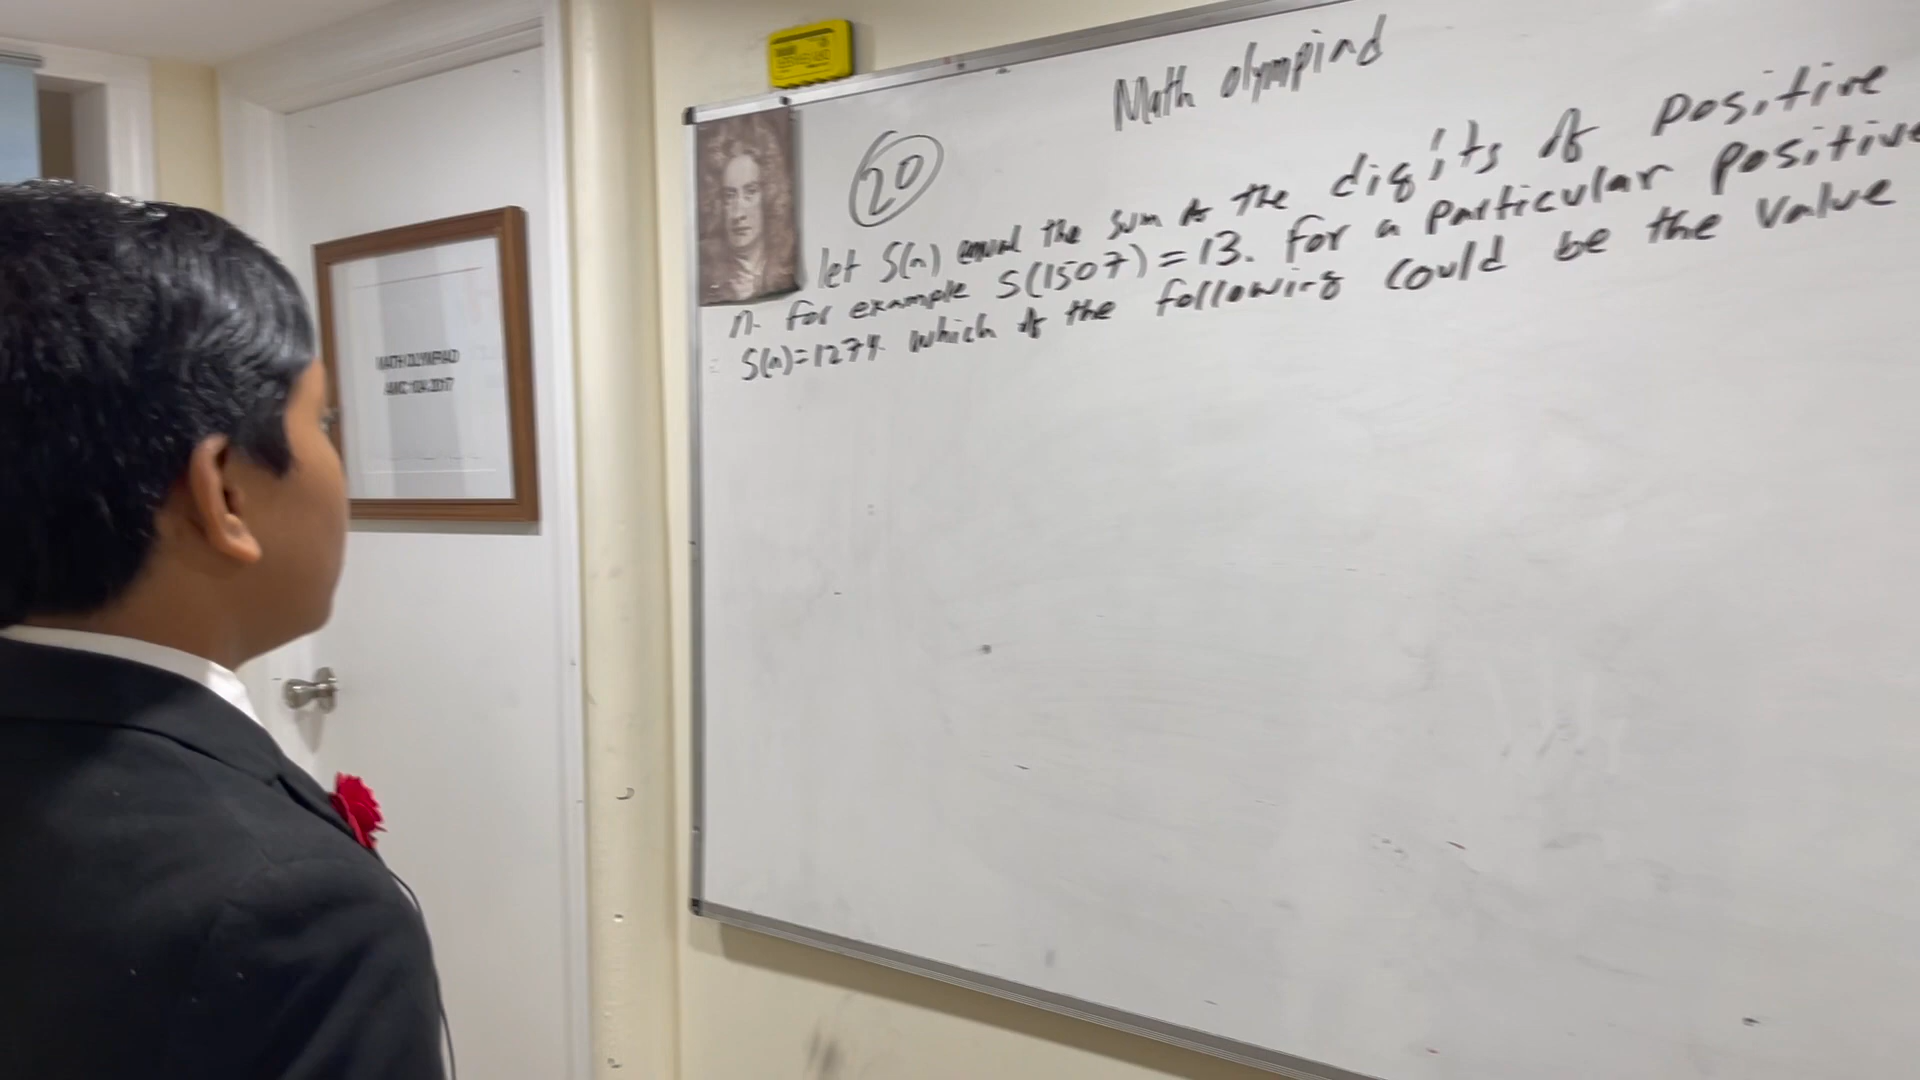 MATH OLYMPIAD
AMC 10A 2017
Math olympiad
20
let S(n) equal the sum of the digits of positive
n. for example S(1507) = 13. for a particular positive
S(n)=1274 which of the following could be the value